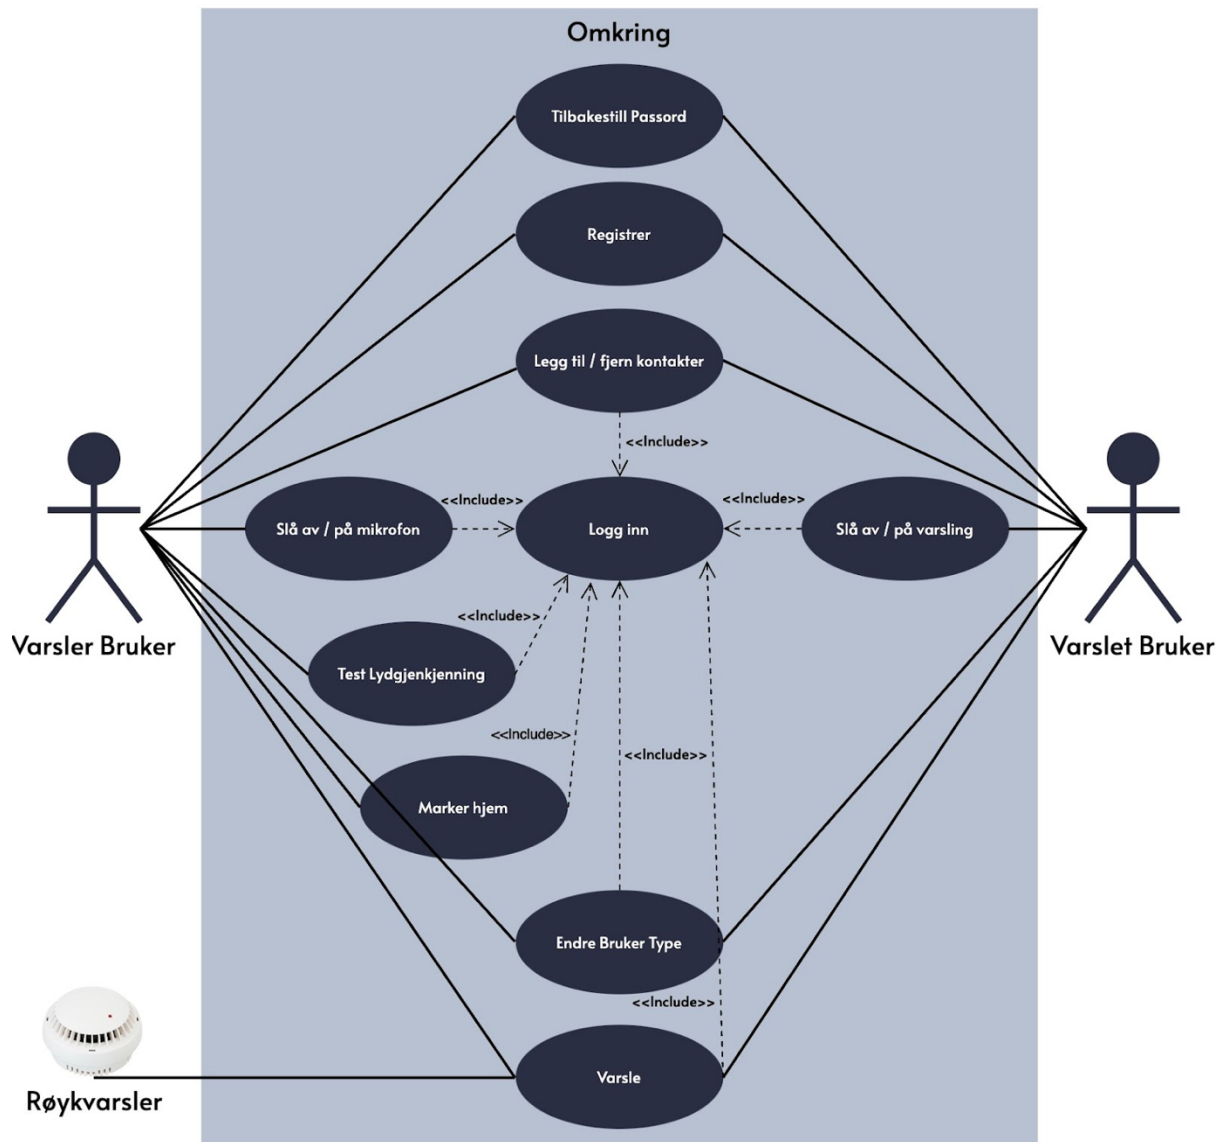 Omkring
Tilbakestill Passord
Registrer
Legg til / fjern kontakter
<<Include>>
<<Include>>
<<Include>>
Slå av / på mikrofon
Logg inn
Slå av / på varsling
<<Include>>
Varsler Bruker
Varslet Bruker
Test Lydgjenkjenning
<<Include>>
<<Include>>
Marker hjem
Endre Bruker Type
<<Include>>
Varsle
Røykvarsler